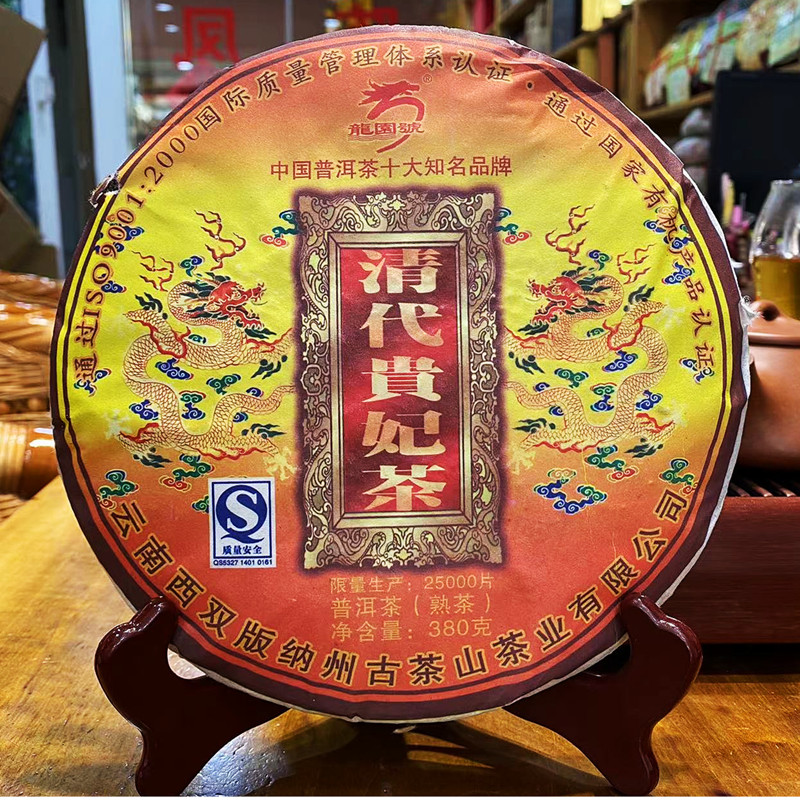 通过ISO9001:2000国际质量管理体系认证·通过国家有机产品认证
®
龍園號
中国普洱茶十大知名品牌
清代貴妃茶
质量安全
QS5327 1401 0161
限量生产：25000片
普洱茶（熟茶）
净含量：380克
云南西双版纳州古茶山茶业有限公司